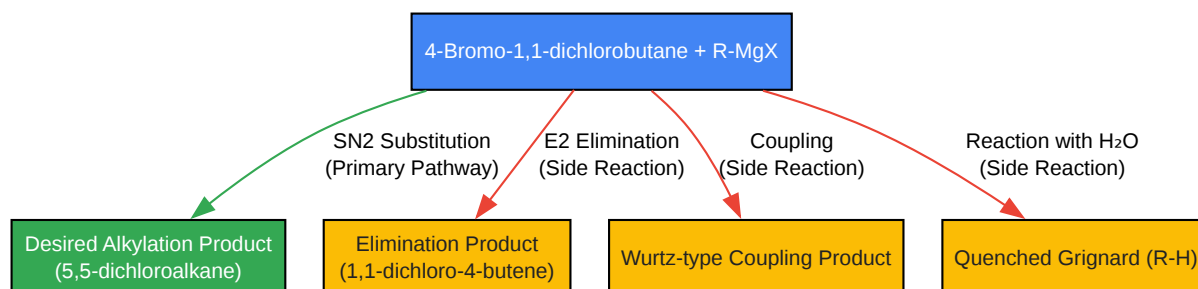 4-Bromo-1,1-dichlorobutane + R-MgX
SN2 Substitution
(Primary Pathway)
E2 Elimination
(Side Reaction)
Coupling
(Side Reaction)
Reaction with H₂O
(Side Reaction)
Desired Alkylation Product
(5,5-dichloroalkane)
Elimination Product
(1,1-dichloro-4-butene)
Wurtz-type Coupling Product
Quenched Grignard (R-H)